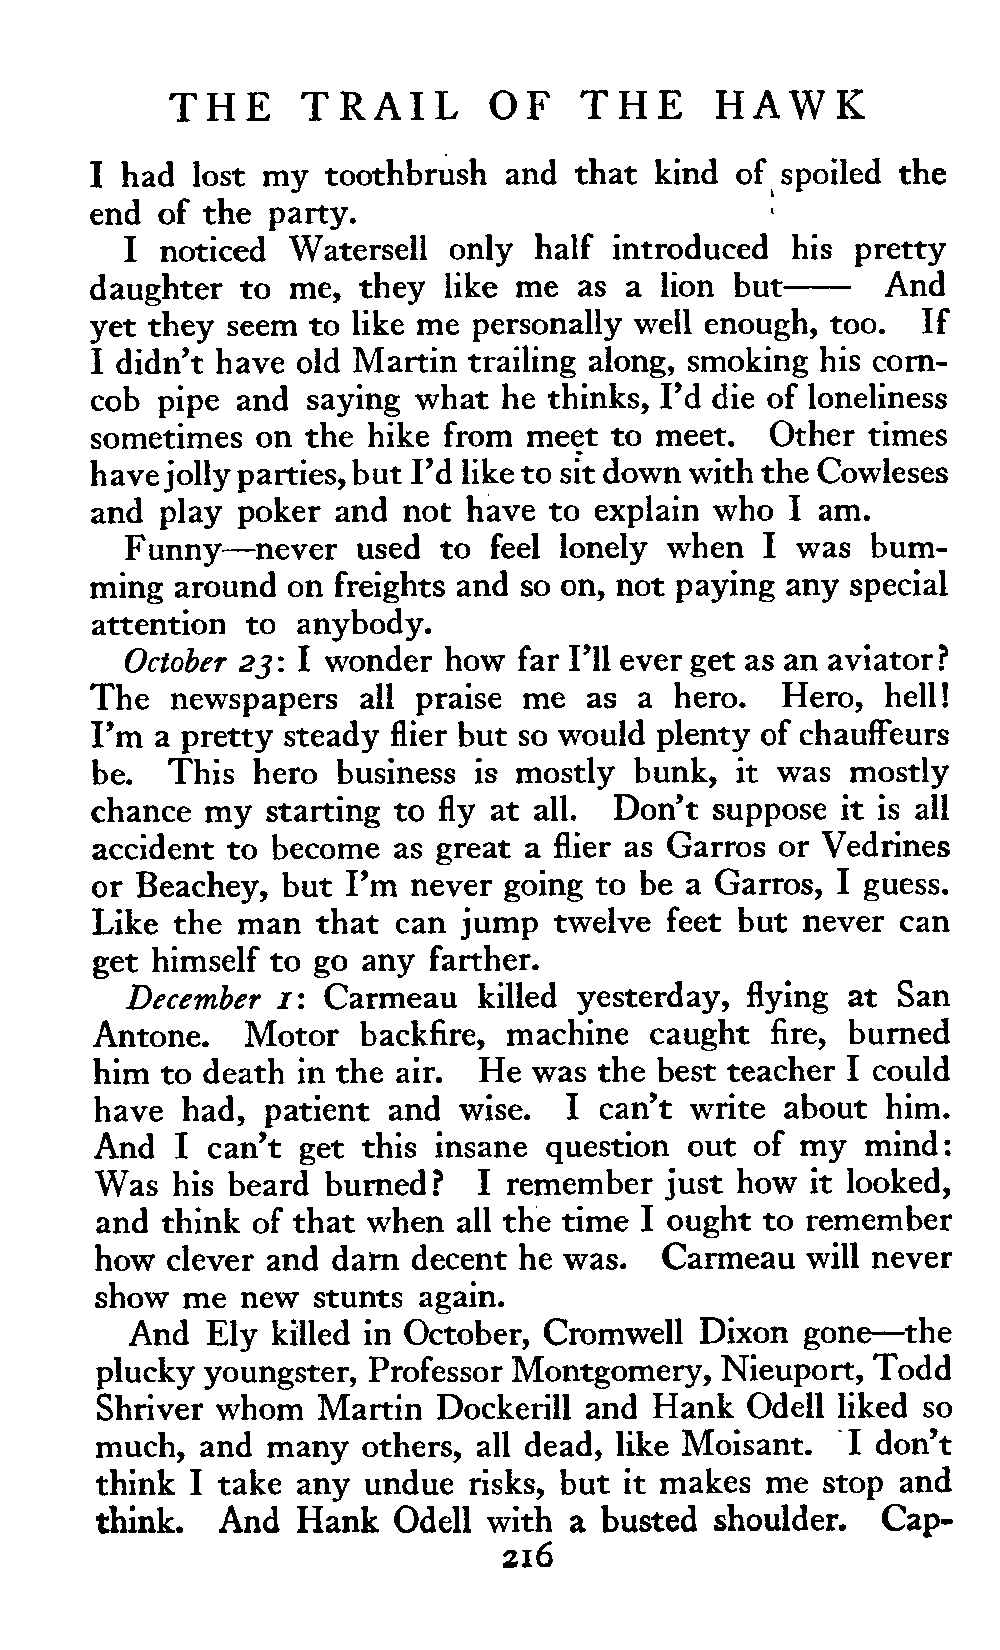 THE TRAIL OF THE HAWK
I had lost my toothbrush and that kind of spoiled the
end of the party.
I noticed Watersell only half introduced his pretty
daughter to me, they like me as a lion but—— And
yet they seem to like me personally well enough, too. If
I didn't have old Martin trailing along, smoking his corn-
cob pipe and saying what he thinks, I'd die of loneliness
sometimes on the hike from meet to meet. Other times
have jolly parties, but I'd like to sit down with the Cowleses
and play poker and not have to explain who I am.
Funny—never used to feel lonely when I was bum-
ming around on freights and so on, not paying any special
attention to anybody.
October 23: I wonder how far I'll ever get as an aviator?
The newspapers all praise me as a hero. Hero, hell!
I'm a pretty steady flier but so would plenty of chauffeurs
be. This hero business is mostly bunk, it was mostly
chance my starting to fly at all. Don't suppose it is all
accident to become as great a flier as Garros or Vedrines
or Beachey, but I'm never going to be a Garros, I guess.
Like the man that can jump twelve feet but never can
get himself to go any farther.
December 1: Carmeau killed yesterday, flying at San
Antone. Motor backfire, machine caught fire, burned
him to death in the air. He was the best teacher I could
have had, patient and wise. I can't write about him.
And I can't get this insane question out of my mind:
Was his beard burned? I remember just how it looked,
and think of that when all the time I ought to remember
how clever and darn decent he was. Carmeau will never
show me new stunts again.
And Ely killed in October, Cromwell Dixon gone—the
plucky youngster, Professor Montgomery, Nieuport, Todd
Shriver whom Martin Dockerill and Hank Odell liked so
much, and many others, all dead, like Moisant. I don't
think I take any undue risks, but it makes me stop and
think. And Hank Odell with a busted shoulder. Cap-
216